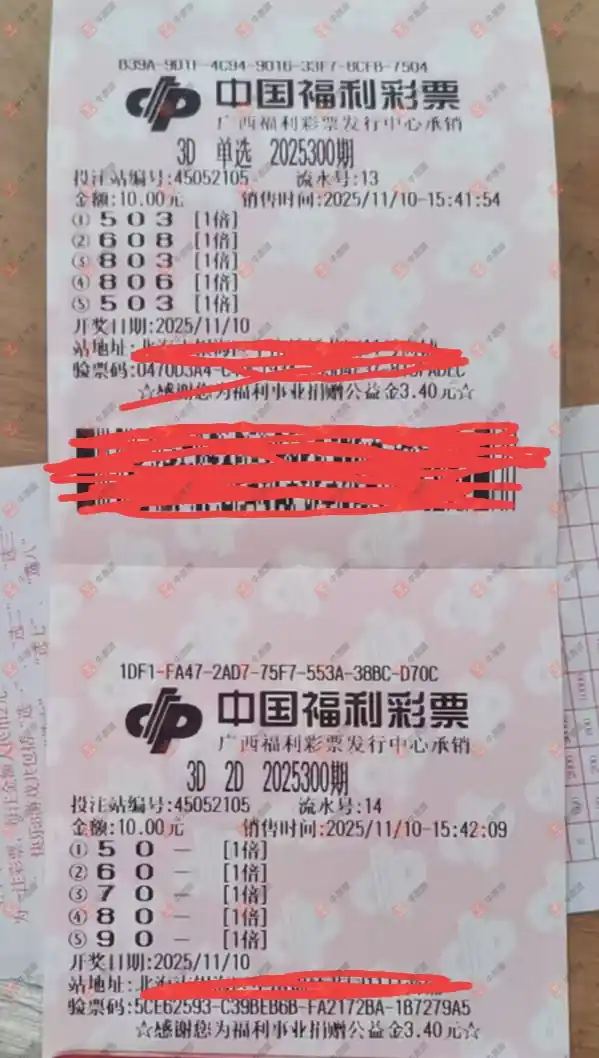 B39A-901F-4C94-9016-33F7-8CFB-7504
中国福利彩票
广西福利彩票发行中心承销
3D 单选 2025300期
投注站编号:45052105 流水号:13
金额:10.00元 销售时间:2025/11/10-15:41:54
① 5 0 3 [1倍]
② 6 0 8 [1倍]
③ 8 0 3 [1倍]
④ 8 0 6 [1倍]
⑤ 5 0 3 [1倍]
开奖日期:2025/11/10
站地址:北海
验票码:0470D3A4-
☆感谢您为福利事业捐赠公益金3.40元☆
1DF1-FA47-2AD7-75F7-553A-38BC-D70C
中国福利彩票
广西福利彩票发行中心承销
3D 2D 2025300期
投注站编号:45052105 流水号:14
金额:10.00元 销售时间:2025/11/10-15:42:09
① 5 0 — [1倍]
② 6 0 — [1倍]
③ 7 0 — [1倍]
④ 8 0 — [1倍]
⑤ 9 0 — [1倍]
开奖日期:2025/11/10
站地址:北海
验票码:5CE62593-C39BEB6B-FA2172BA-1B7279A5
☆感谢您为福利事业捐赠公益金3.40元☆